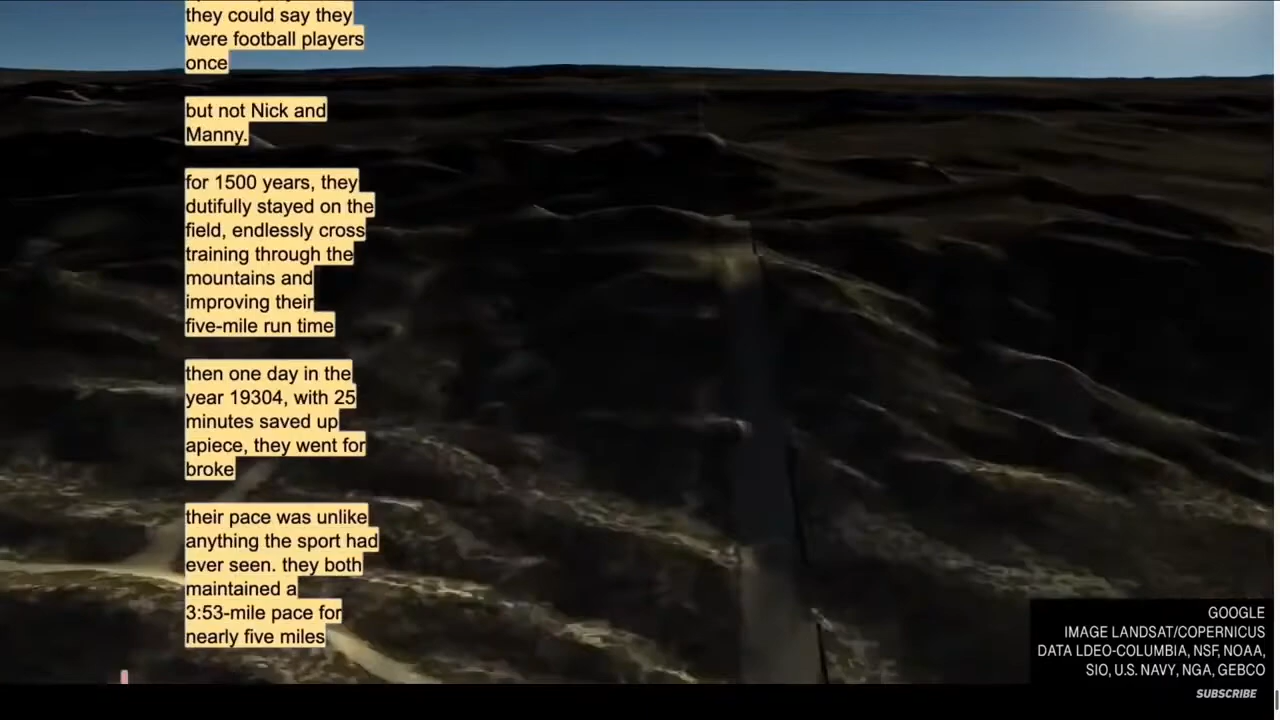 they could say they
were football players
once
but not Nick and
Manny.
for 1500 years, they
dutifully stayed on the
field, endlessly cross
training through the
mountains and
improving their
five-mile run time
then one day in the
year 19304, with 25
minutes saved up
apiece, they went for
broke
their pace was unlike
anything the sport had
ever seen. they both
maintained a
3:53-mile pace for
nearly five miles
GOOGLE
IMAGE LANDSAT/COPERNICUS
DATA LDEO-COLUMBIA, NSF, NOAA,
SIO, U.S. NAVY, NGA, GEBCO
SUBSCRIBE